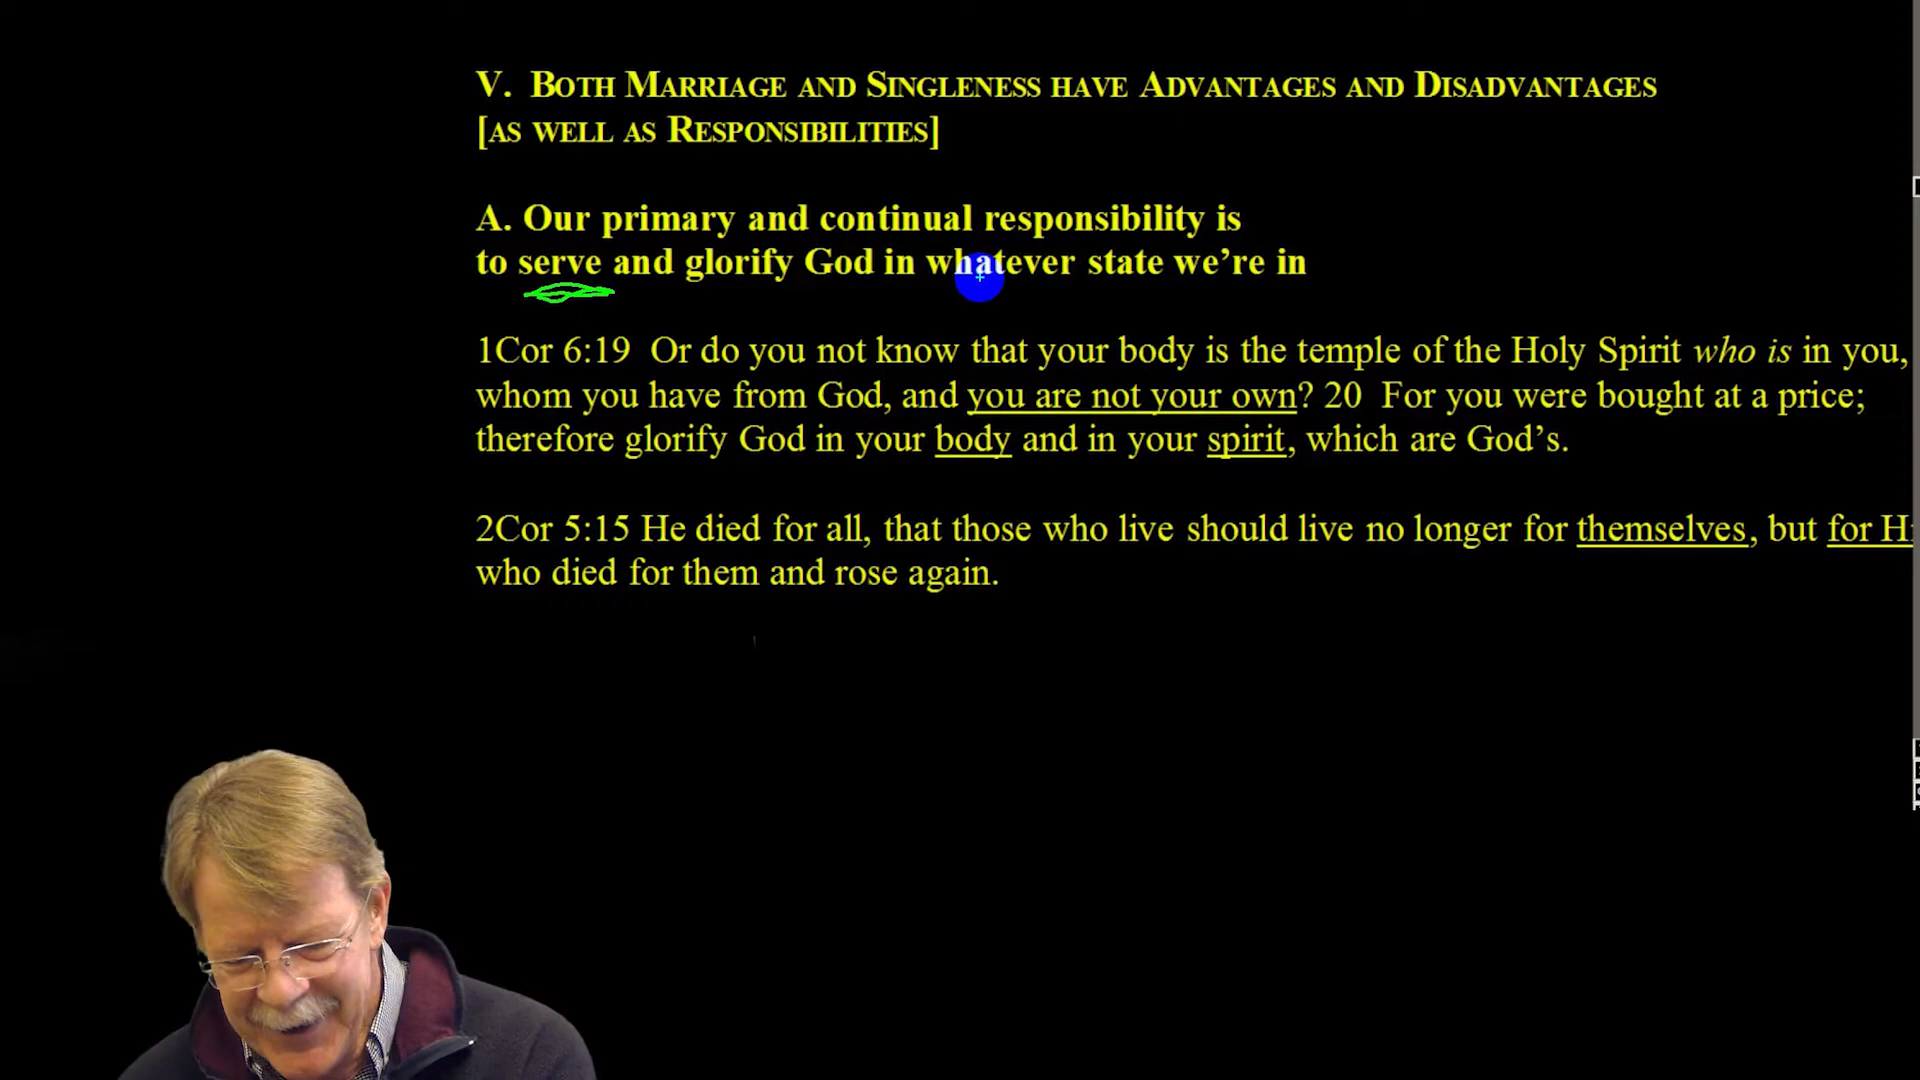 V. BOTH MARRIAGE AND SINGLENESS HAVE ADVANTAGES AND DISADVANTAGES
[AS WELL AS RESPONSIBILITIES]
A. Our primary and continual responsibility is
to serve and glorify God in whatever state we’re in
1Cor 6:19 Or do you not know that your body is the temple of the Holy Spirit who is in you,
whom you have from God, and you are not your own? 20 For you were bought at a price;
therefore glorify God in your body and in your spirit, which are God’s.
2Cor 5:15 He died for all, that those who live should live no longer for themselves, but for
who died for them and rose again.